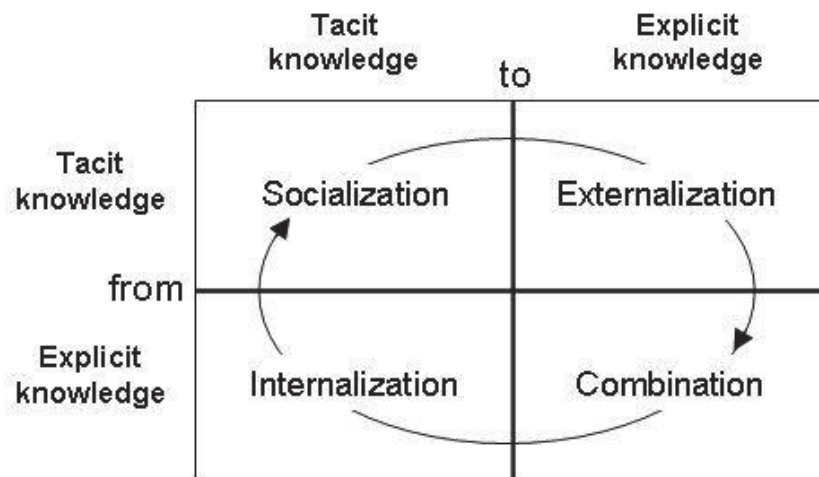 Tacit
knowledge
to
Explicit
knowledge
Tacit
knowledge
Socialization
Externalization
from
Explicit
knowledge
Internalization
Combination